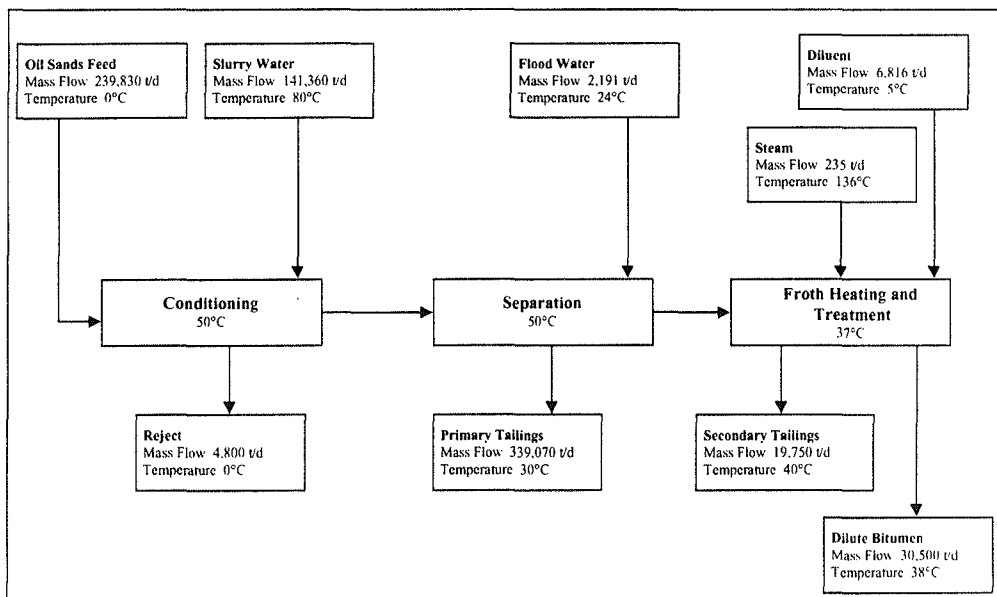 Oil Sands Feed
Mass Flow 239,830 t/d
Temperature 0°C
Slurry Water
Mass Flow 141,360 t/d
Temperature 80°C
Flood Water
Mass Flow 2,191 t/d
Temperature 24°C
Diluent
Mass Flow 6,816 t/d
Temperature 5°C
Steam
Mass Flow 235 t/d
Temperature 136°C
Conditioning
50°C
Separation
50°C
Froth Heating and
Treatment
37°C
Reject
Mass Flow 4,800 t/d
Temperature 0°C
Primary Tailings
Mass Flow 339,070 t/d
Temperature 30°C
Secondary Tailings
Mass Flow 19,750 t/d
Temperature 40°C
Dilute Bitumen
Mass Flow 30,500 t/d
Temperature 38°C